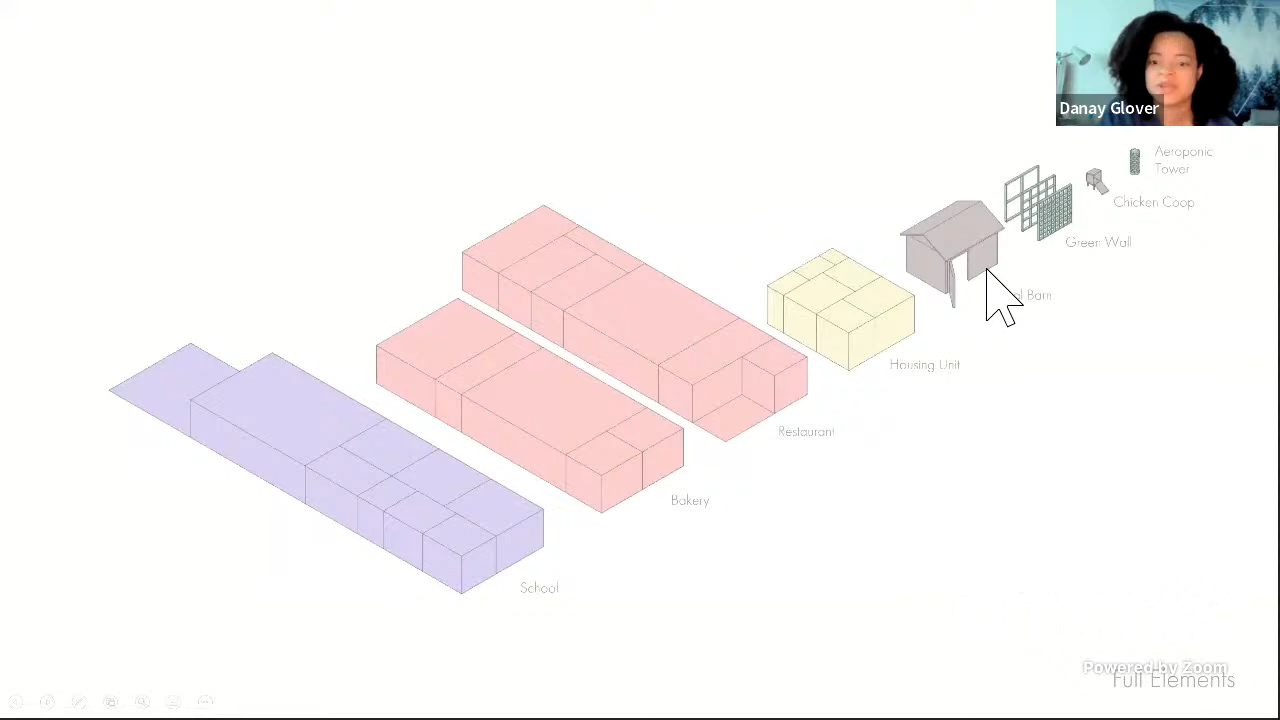 Danay Glover
Aeroponic
Tower
Chicken Coop
Green Wall
Barn
Housing Unit
Restaurant
Bakery
School
Powered by Zoom
Full Elements